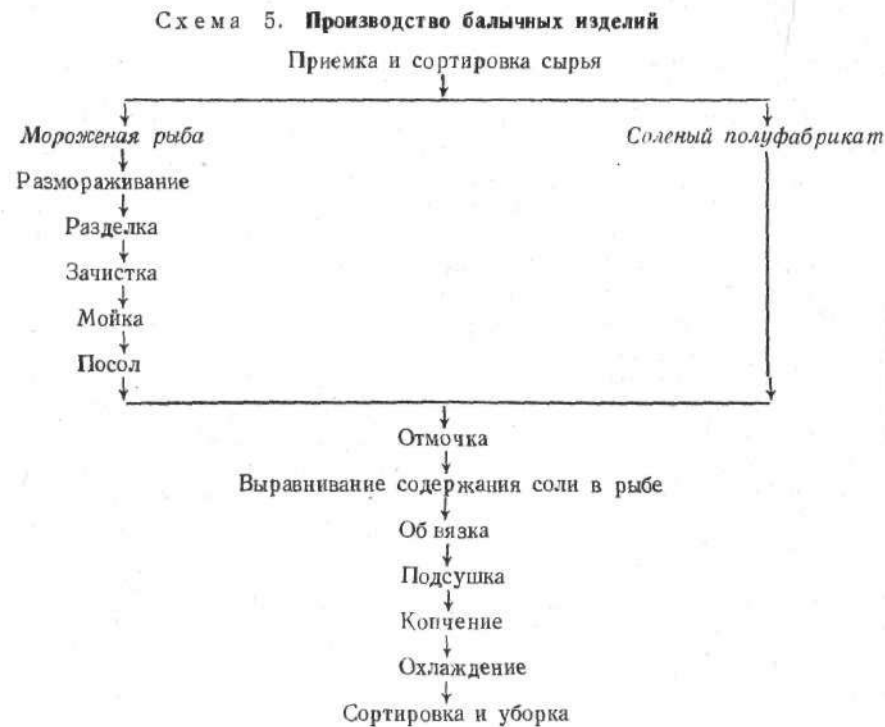 Схема 5. Производство балычных изделий
Приемка и сортировка сырья
Мороженая рыба
Соленый полуфабрикат
Размораживание
Разделка
Зачистка
Мойка
Посол
Отмочка
Выравнивание содержания соли в рыбе
Обвязка
Подсушка
Копчение
Охлаждение
Сортировка и уборка